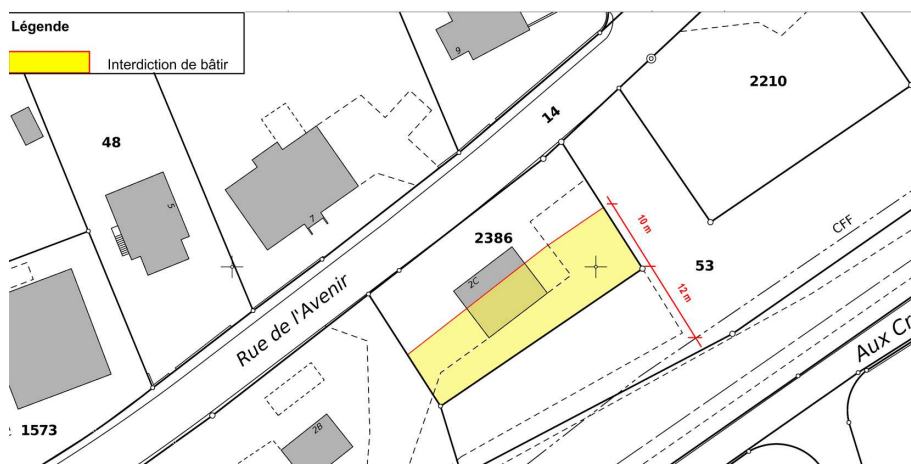 Légende
Interdiction de bâtir
9
2210
14
48
5
7
10 m
CFF
2386
53
2C
12 m
Rue de l'Avenir
Aux Cr
1573
2B